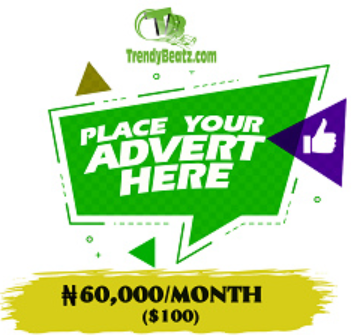 TrendyBeatz.com
PLACE YOUR
ADVERT
HERE
₦60,000/MONTH
($100)